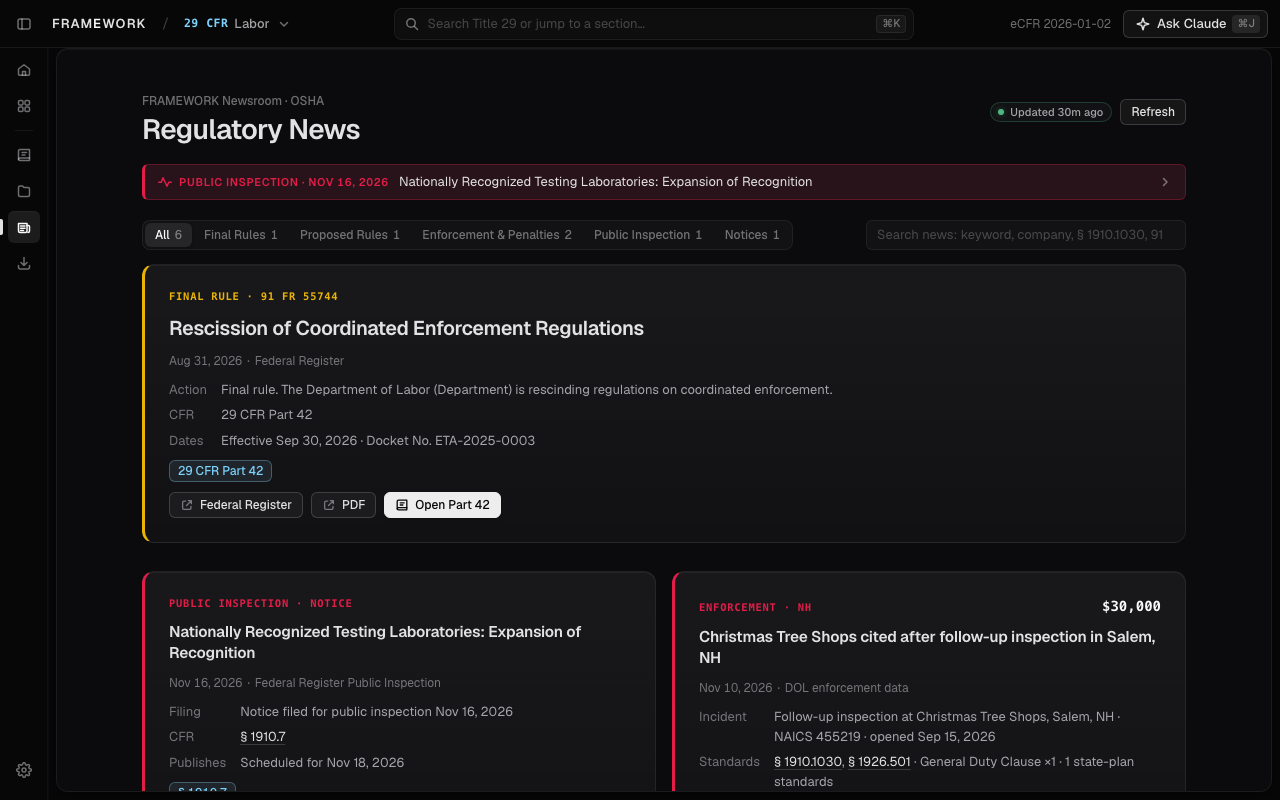 FRAMEWORK / 29 CFR Labor
Search Title 29 or jump to a section… ⌘K
eCFR 2026-01-02
Ask Claude ⌘J
FRAMEWORK Newsroom · OSHA
Regulatory News
Updated 30m ago
Refresh
PUBLIC INSPECTION · NOV 16, 2026 Nationally Recognized Testing Laboratories: Expansion of Recognition
All 6 Final Rules 1 Proposed Rules 1 Enforcement & Penalties 2 Public Inspection 1 Notices 1
Search news: keyword, company, § 1910.1030, 91
FINAL RULE · 91 FR 55744
Rescission of Coordinated Enforcement Regulations
Aug 31, 2026 · Federal Register
Action Final rule. The Department of Labor (Department) is rescinding regulations on coordinated enforcement.
CFR 29 CFR Part 42
Dates Effective Sep 30, 2026 · Docket No. ETA-2025-0003
29 CFR Part 42
Federal Register PDF Open Part 42
PUBLIC INSPECTION · NOTICE
Nationally Recognized Testing Laboratories: Expansion of
Recognition
Nov 16, 2026 · Federal Register Public Inspection
Filing Notice filed for public inspection Nov 16, 2026
CFR § 1910.7
Publishes Scheduled for Nov 18, 2026
§ 1910.7
ENFORCEMENT · NH $30,000
Christmas Tree Shops cited after follow-up inspection in Salem,
NH
Nov 10, 2026 · DOL enforcement data
Incident Follow-up inspection at Christmas Tree Shops, Salem, NH ·
NAICS 455219 · opened Sep 15, 2026
Standards § 1910.1030, § 1926.501 · General Duty Clause ×1 · 1 state-plan
standards